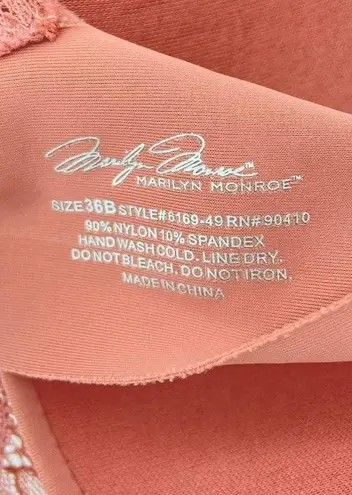 Marilyn Monroe™
MARILYN MONROE™
SIZE 36B STYLE#6169-49 RN# 90410
90% NYLON 10% SPANDEX
HAND WASH COLD. LINE DRY.
DO NOT BLEACH. DO NOT IRON.
MADE IN CHINA